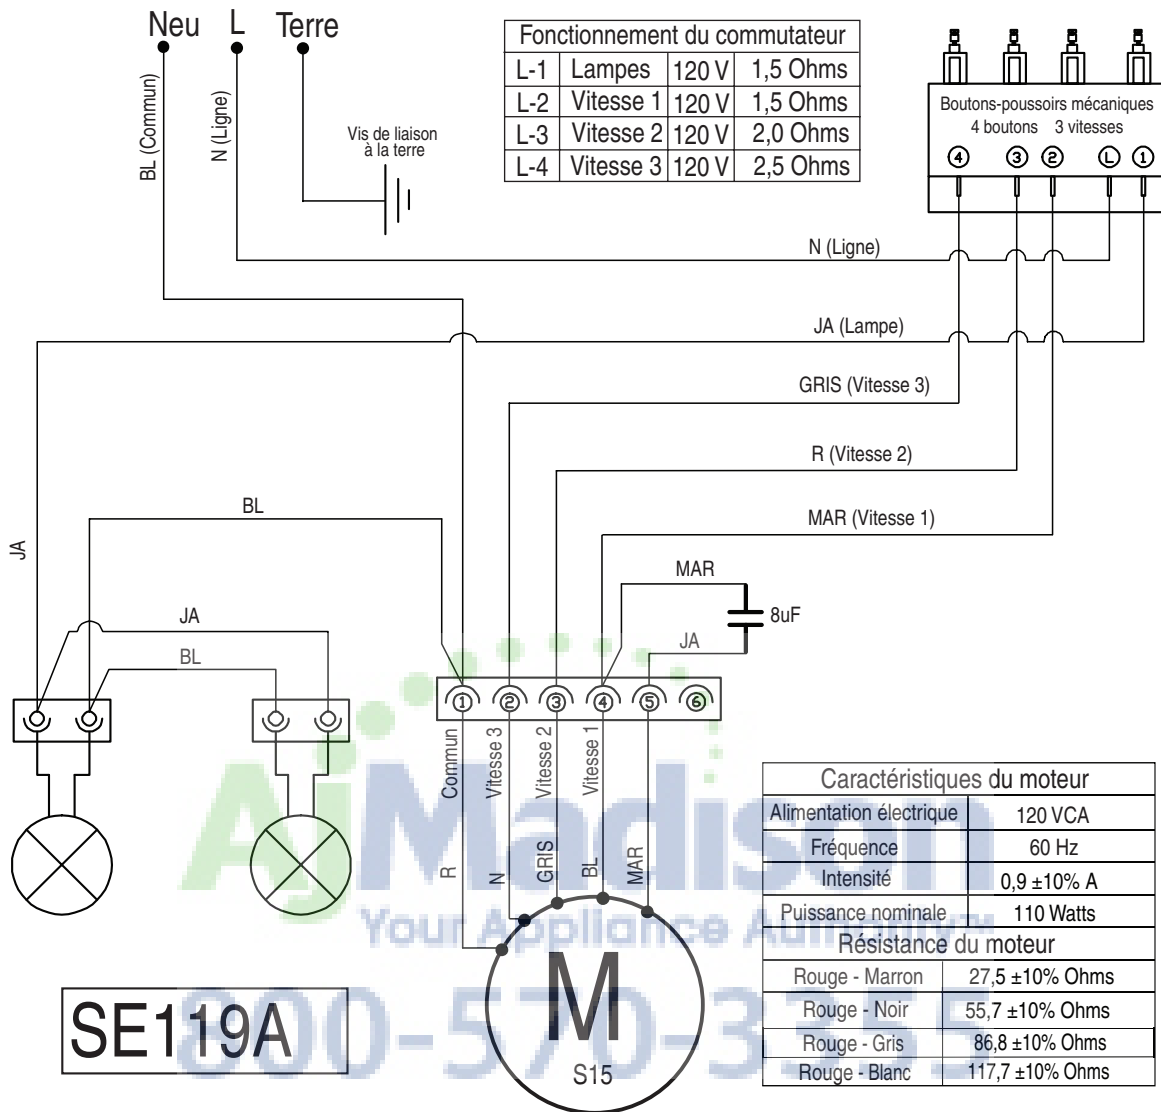 Neu L Terre
BL (Commun)
N (Ligne)
Vis de liaison
à la terre
Fonctionnement du commutateur
L-1 Lampes 120 V 1,5 Ohms
L-2 Vitesse 1 120 V 1,5 Ohms
L-3 Vitesse 2 120 V 2,0 Ohms
L-4 Vitesse 3 120 V 2,5 Ohms
Boutons-poussoirs mécaniques
4 boutons 3 vitesses
4 3 2 L 1
N (Ligne)
JA (Lampe)
GRIS (Vitesse 3)
R (Vitesse 2)
MAR (Vitesse 1)
BL
JA
MAR
8uF
JA
JA
BL
1 2 3 4 5 6
Commun
Vitesse 3
Vitesse 2
Vitesse 1
R
N
GRIS
BL
MAR
M
S15
SE119A
Caractéristiques du moteur
Alimentation électrique 120 VCA
Fréquence 60 Hz
Intensité 0,9 ±10% A
Puissance nominale 110 Watts
Résistance du moteur
Rouge - Marron 27,5 ±10% Ohms
Rouge - Noir 55,7 ±10% Ohms
Rouge - Gris 86,8 ±10% Ohms
Rouge - Blanc 117,7 ±10% Ohms
AjMadison
Your Appliance Authority™
800-570-3355